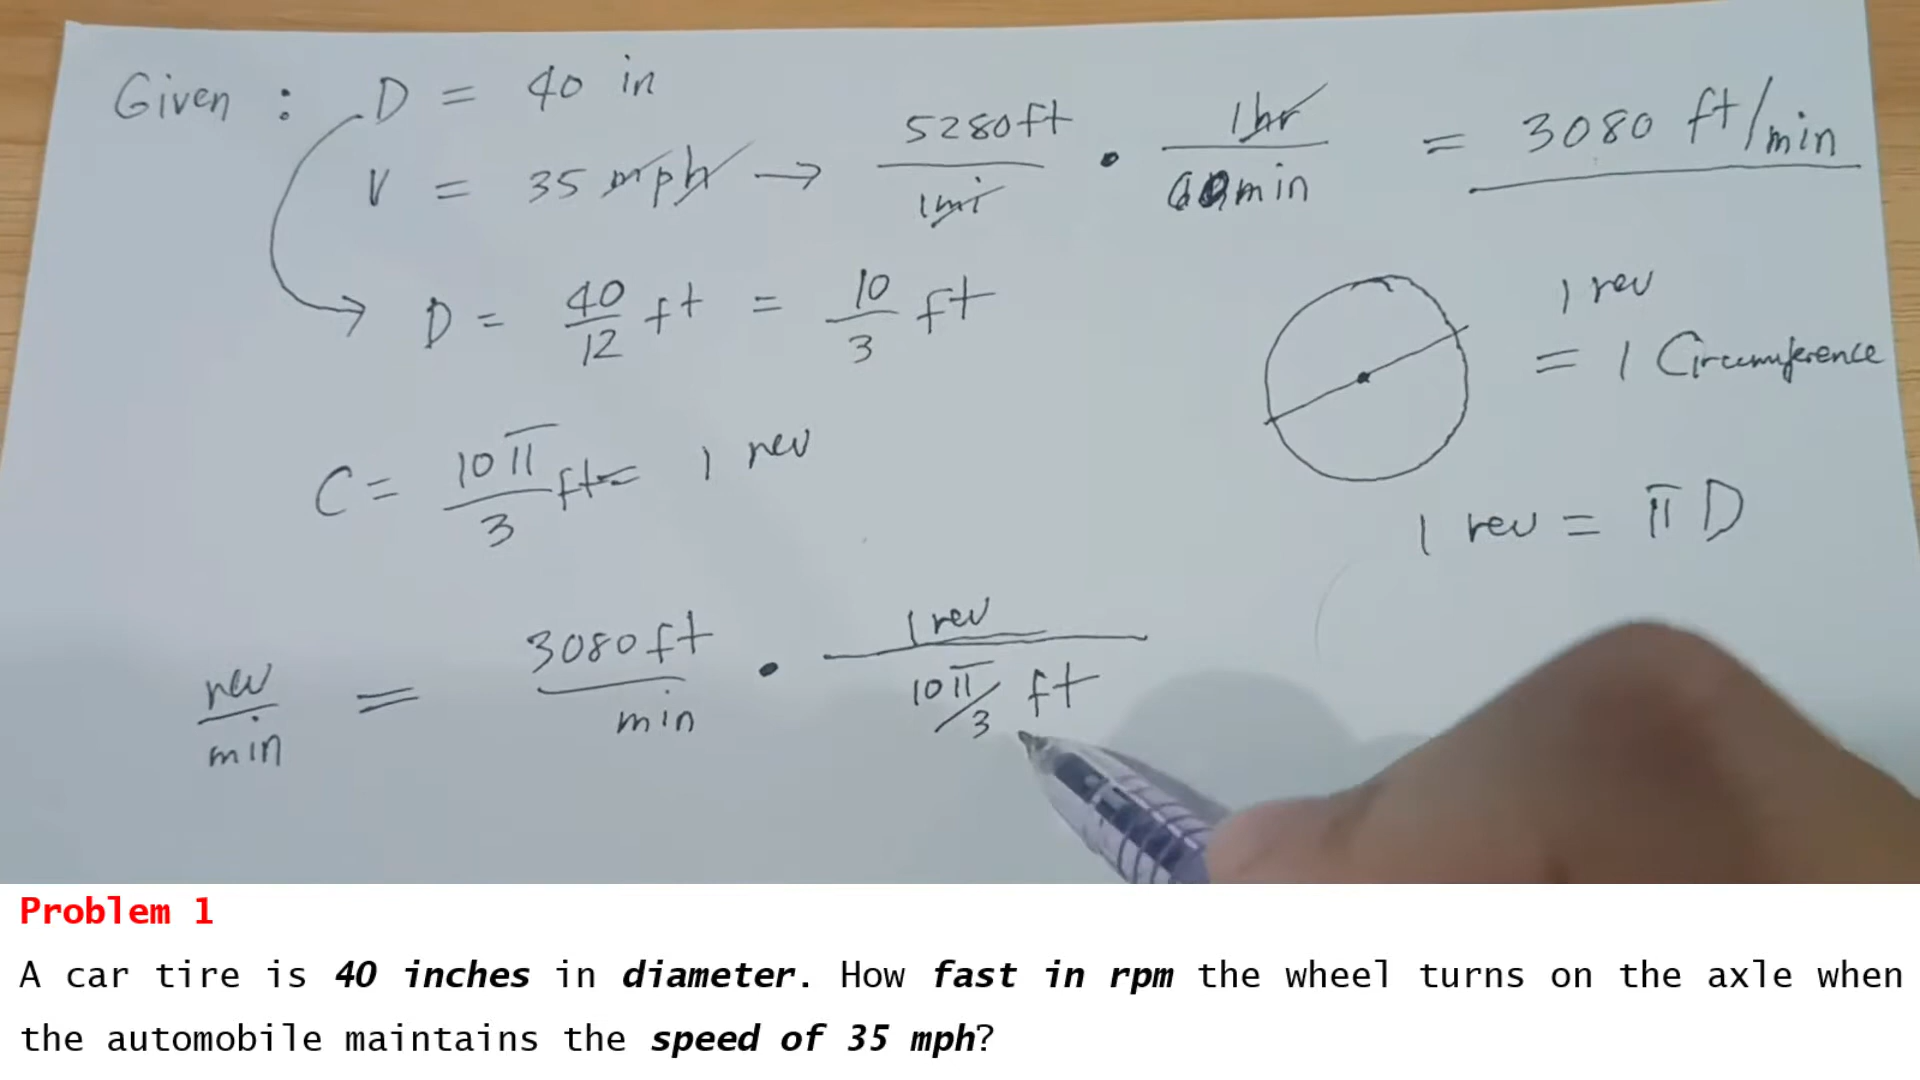 Given : D = 40 in
V = 35 mph → 5280ft / 1mi • 1hr / 60min = 3080 ft/min
D = 40/12 ft = 10/3 ft
1 rev
= 1 Circumference
C = 10π/3 ft = 1 rev
1 rev = π D
rev/min = 3080ft/min • 1rev / 10π/3 ft
Problem 1
A car tire is 40 inches in diameter. How fast in rpm the wheel turns on the axle when
the automobile maintains the speed of 35 mph?